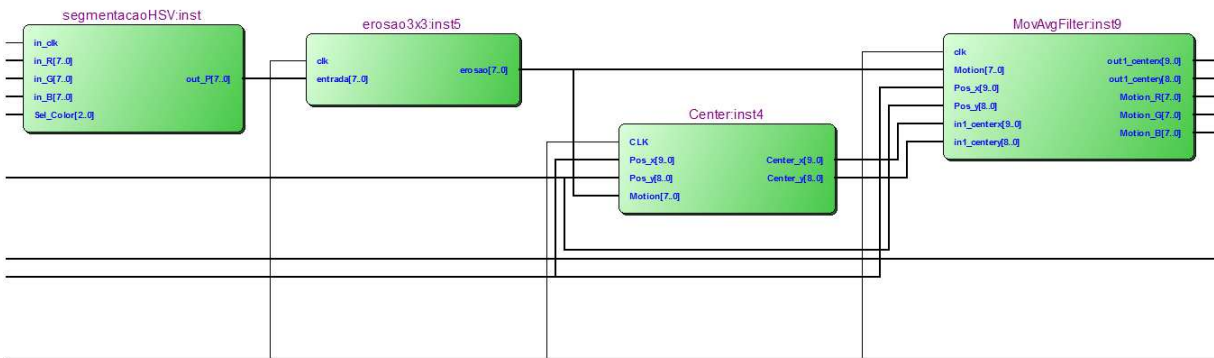 segmentacaoHSV:inst
in_clk
in_R[7..0]
in_G[7..0]
in_B[7..0]
Sel_Color[2..0]
out_P[7..0]
erosao3x3:inst5
clk
entrada[7..0]
erosao[7..0]
Center:inst4
CLK
Pos_x[9..0]
Pos_y[8..0]
Motion[7..0]
Center_x[9..0]
Center_y[8..0]
MovAvgFilter:inst9
clk
Motion[7..0]
Pos_x[9..0]
Pos_y[8..0]
in1_centerx[9..0]
in1_centery[8..0]
out1_centerx[9..0]
out1_centery[8..0]
Motion_R[7..0]
Motion_G[7..0]
Motion_B[7..0]